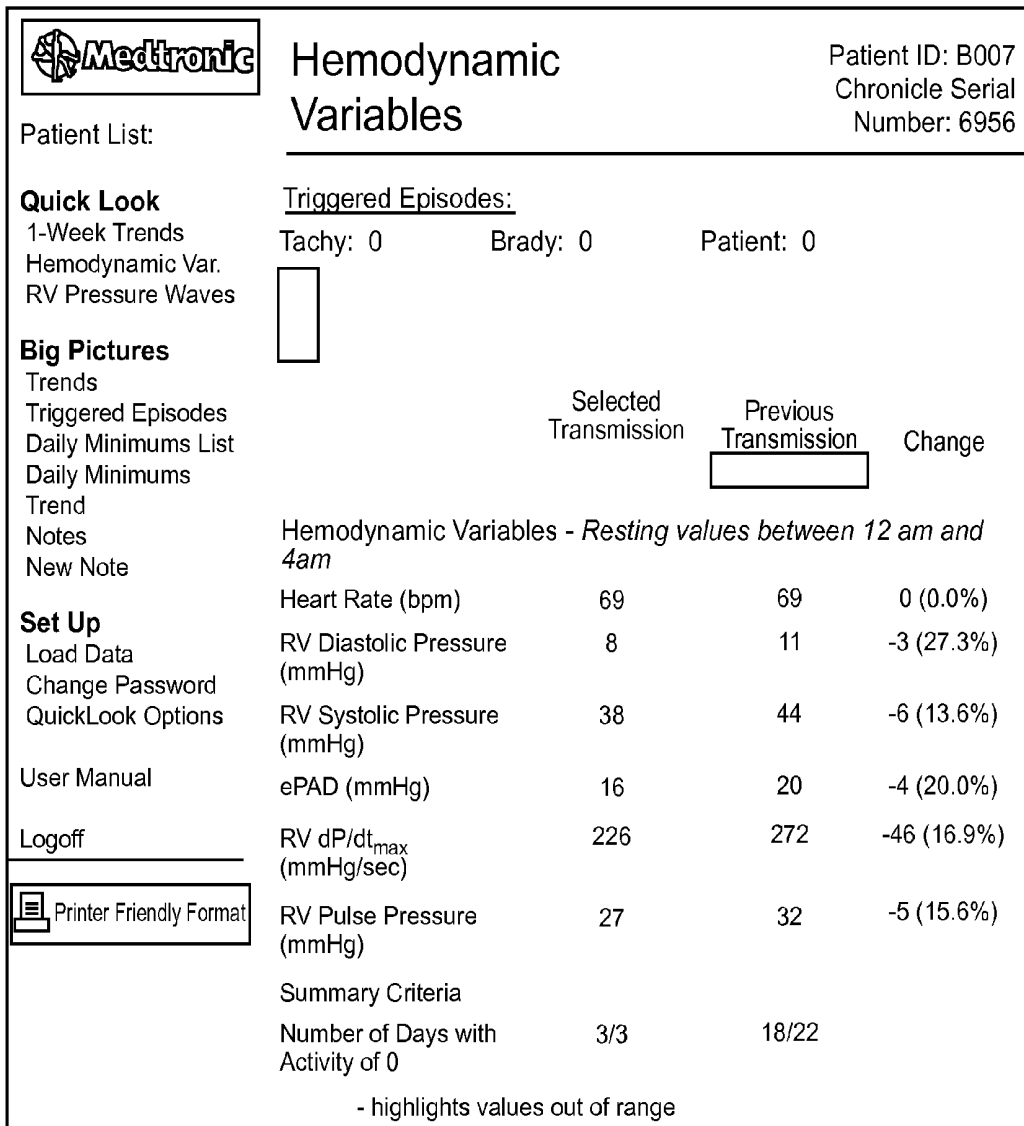 Medtronic
Hemodynamic
Variables
Patient ID: B007
Chronicle Serial
Number: 6956
Patient List:
Quick Look
1-Week Trends
Hemodynamic Var.
RV Pressure Waves
Big Pictures
Trends
Triggered Episodes
Daily Minimums List
Daily Minimums
Trend
Notes
New Note
Set Up
Load Data
Change Password
QuickLook Options
User Manual
Logoff
Printer Friendly Format
Triggered Episodes:
Tachy: 0 Brady: 0 Patient: 0
Selected
Transmission
Previous
Transmission
Change
Hemodynamic Variables - Resting values between 12 am and
4am
Heart Rate (bpm) 69 69 0 (0.0%)
RV Diastolic Pressure 8 11 -3 (27.3%)
(mmHg)
RV Systolic Pressure 38 44 -6 (13.6%)
(mmHg)
ePAD (mmHg) 16 20 -4 (20.0%)
RV dP/dtmax 226 272 -46 (16.9%)
(mmHg/sec)
RV Pulse Pressure 27 32 -5 (15.6%)
(mmHg)
Summary Criteria
Number of Days with 3/3 18/22
Activity of 0
- highlights values out of range